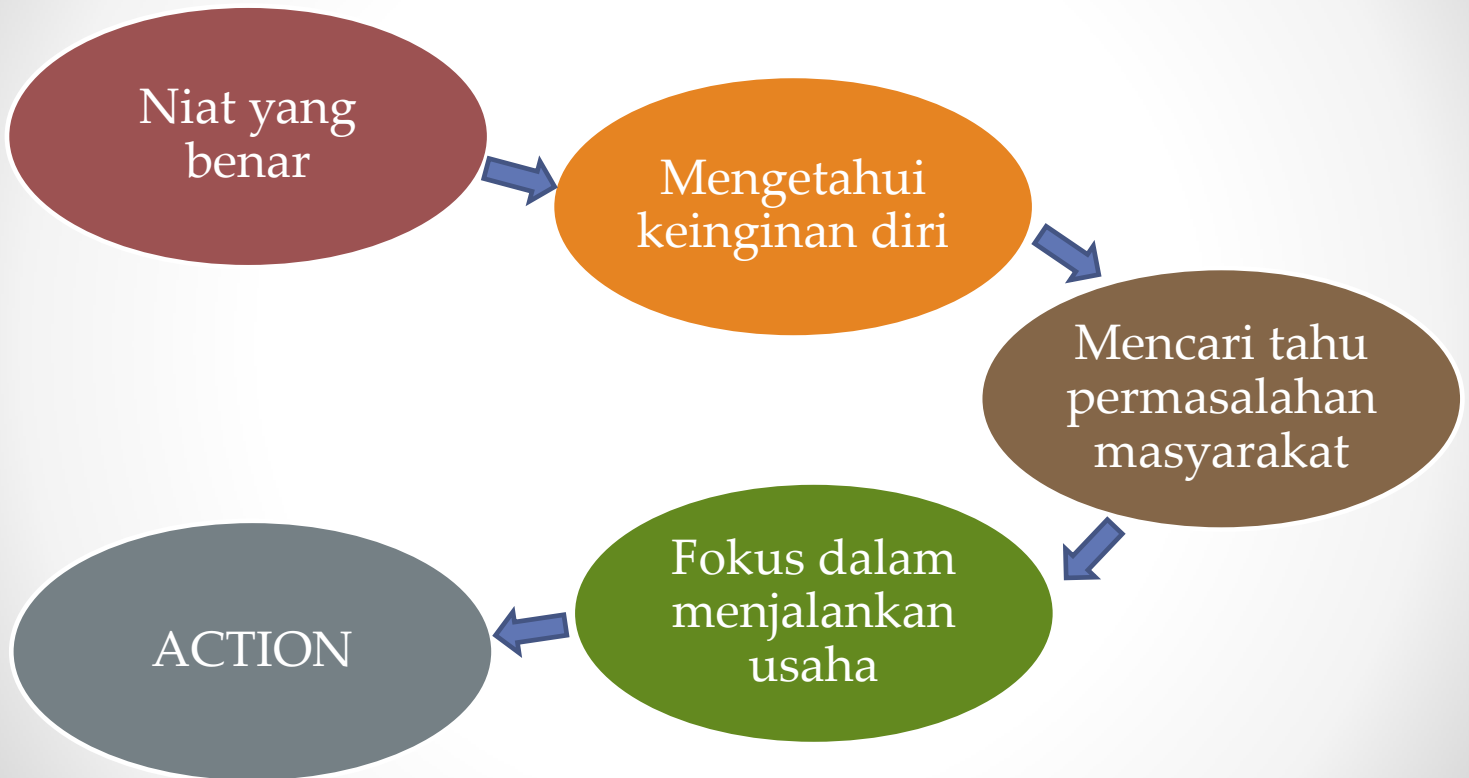 Niat yang
benar
Mengetahui
keinginan diri
Mencari tahu
permasalahan
masyarakat
Fokus dalam
menjalankan
usaha
ACTION